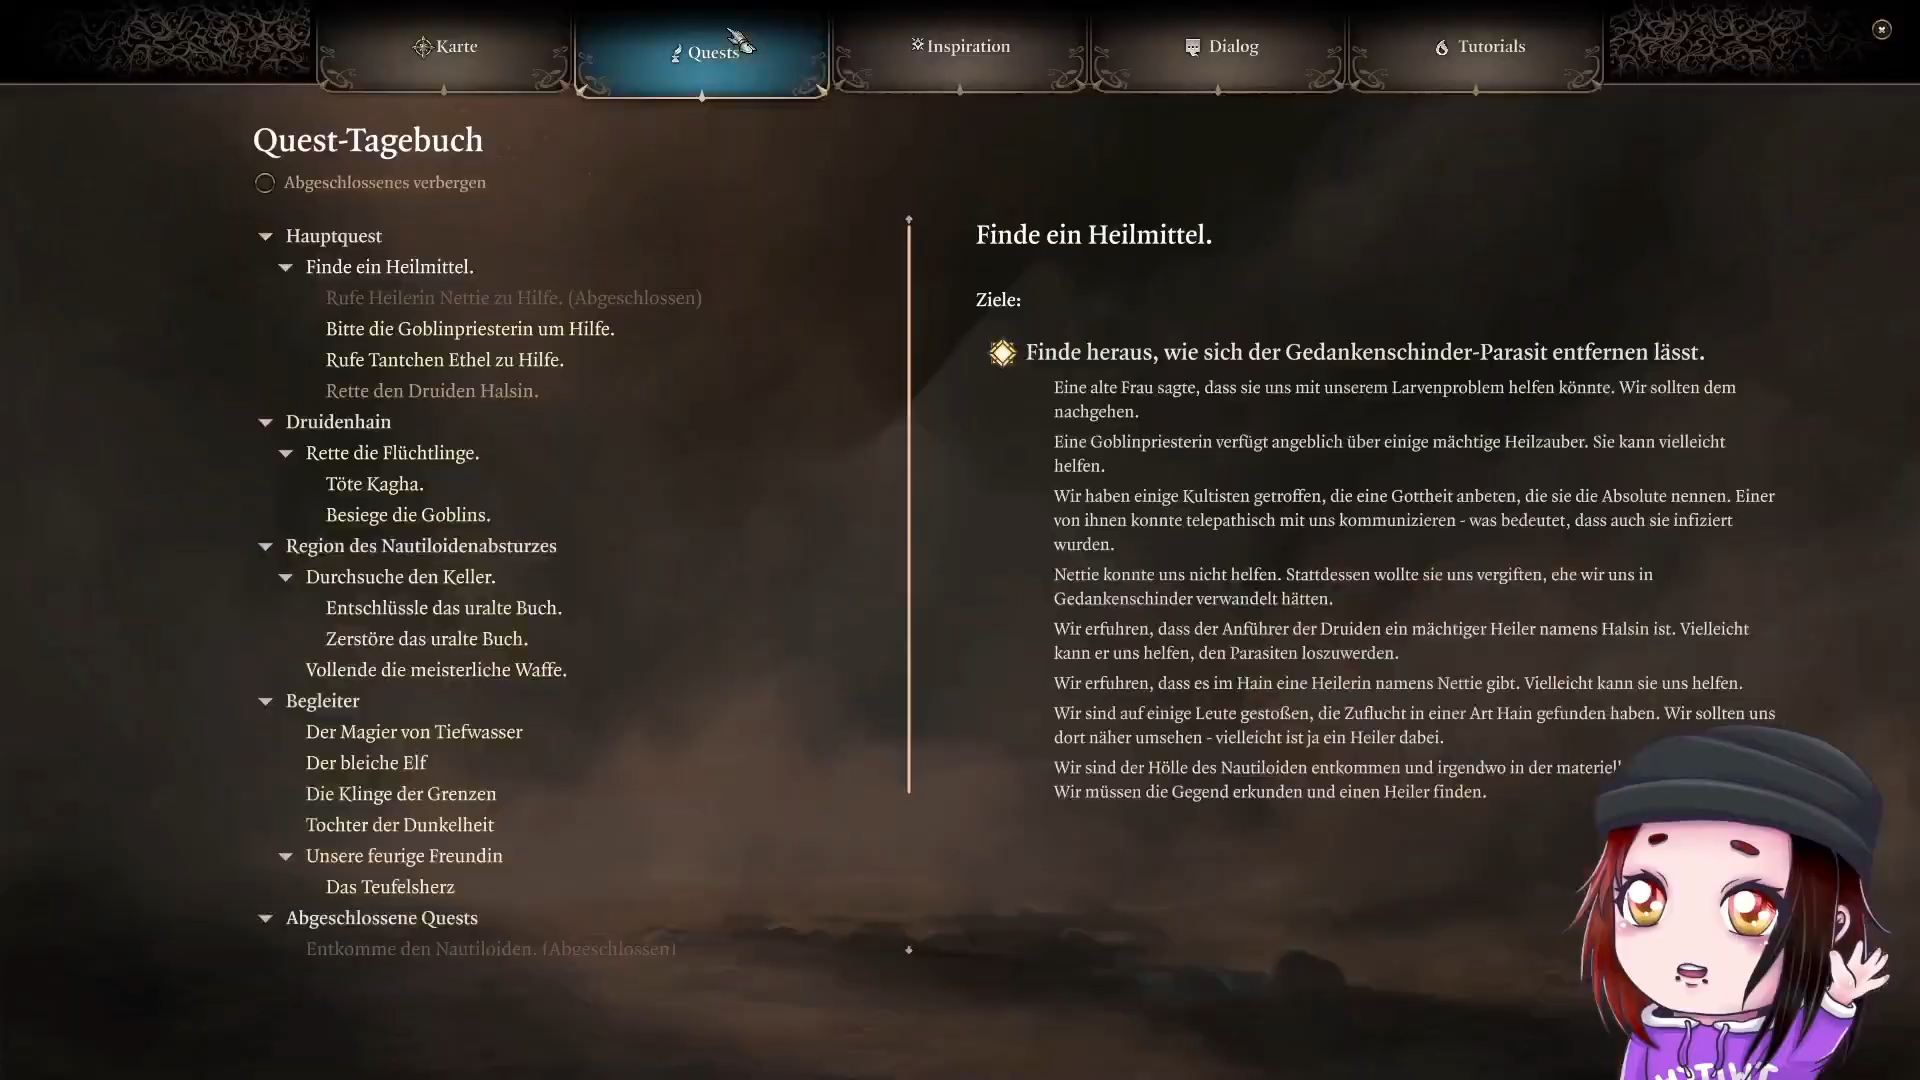 Karte
Quests
Inspiration
Dialog
Tutorials
Quest-Tagebuch
Abgeschlossenes verbergen
Hauptquest
Finde ein Heilmittel.
Rufe Heilerin Nettie zu Hilfe. (Abgeschlossen)
Bitte die Goblinpriesterin um Hilfe.
Rufe Tantchen Ethel zu Hilfe.
Rette den Druiden Halsin.
Druidenhain
Rette die Flüchtlinge.
Töte Kagha.
Besiege die Goblins.
Region des Nautiloidenabsturzes
Durchsuche den Keller.
Entschlüssle das uralte Buch.
Zerstöre das uralte Buch.
Vollende die meisterliche Waffe.
Begleiter
Der Magier von Tiefwasser
Der bleiche Elf
Die Klinge der Grenzen
Tochter der Dunkelheit
Unsere feurige Freundin
Das Teufelsherz
Abgeschlossene Quests
Entkomme den Nautiloiden. (Abgeschlossen)
Finde ein Heilmittel.
Ziele:
Finde heraus, wie sich der Gedankenschinder-Parasit entfernen lässt.
Eine alte Frau sagte, dass sie uns mit unserem Larvenproblem helfen könnte. Wir sollten dem
nachgehen.
Eine Goblinpriesterin verfügt angeblich über einige mächtige Heilzauber. Sie kann vielleicht
helfen.
Wir haben einige Kultisten getroffen, die eine Gottheit anbeten, die sie die Absolute nennen. Einer
von ihnen konnte telepathisch mit uns kommunizieren - was bedeutet, dass auch sie infiziert
wurden.
Nettie konnte uns nicht helfen. Stattdessen wollte sie uns vergiften, ehe wir uns in
Gedankenschinder verwandelt hätten.
Wir erfuhren, dass der Anführer der Druiden ein mächtiger Heiler namens Halsin ist. Vielleicht
kann er uns helfen, den Parasiten loszuwerden.
Wir erfuhren, dass es im Hain eine Heilerin namens Nettie gibt. Vielleicht kann sie uns helfen.
Wir sind auf einige Leute gestoßen, die Zuflucht in einer Art Hain gefunden haben. Wir sollten uns
dort näher umsehen - vielleicht ist ja ein Heiler dabei.
Wir sind der Hölle des Nautiloiden entkommen und irgendwo in der
Wir müssen die Gegend erkunden und einen Heiler finden.